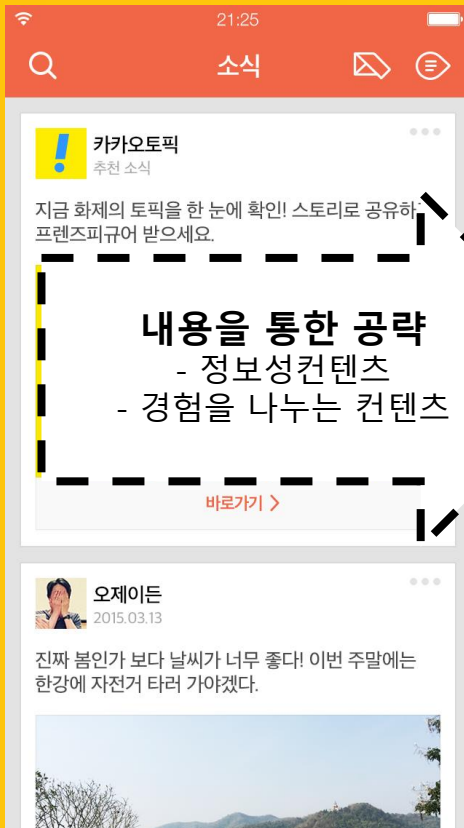 21:25
소식
카카오토픽
추천 소식
지금 화제의 토픽을 한 눈에 확인! 스토리로 공유하
프렌즈피규어 받으세요.
내용을 통한 공략
- 정보성컨텐츠
- 경험을 나누는 컨텐츠
바로가기 >
오제이든
2015.03.13
진짜 봄인가 보다 날씨가 너무 좋다! 이번 주말에는
한강에 자전거 타러 가야겠다.